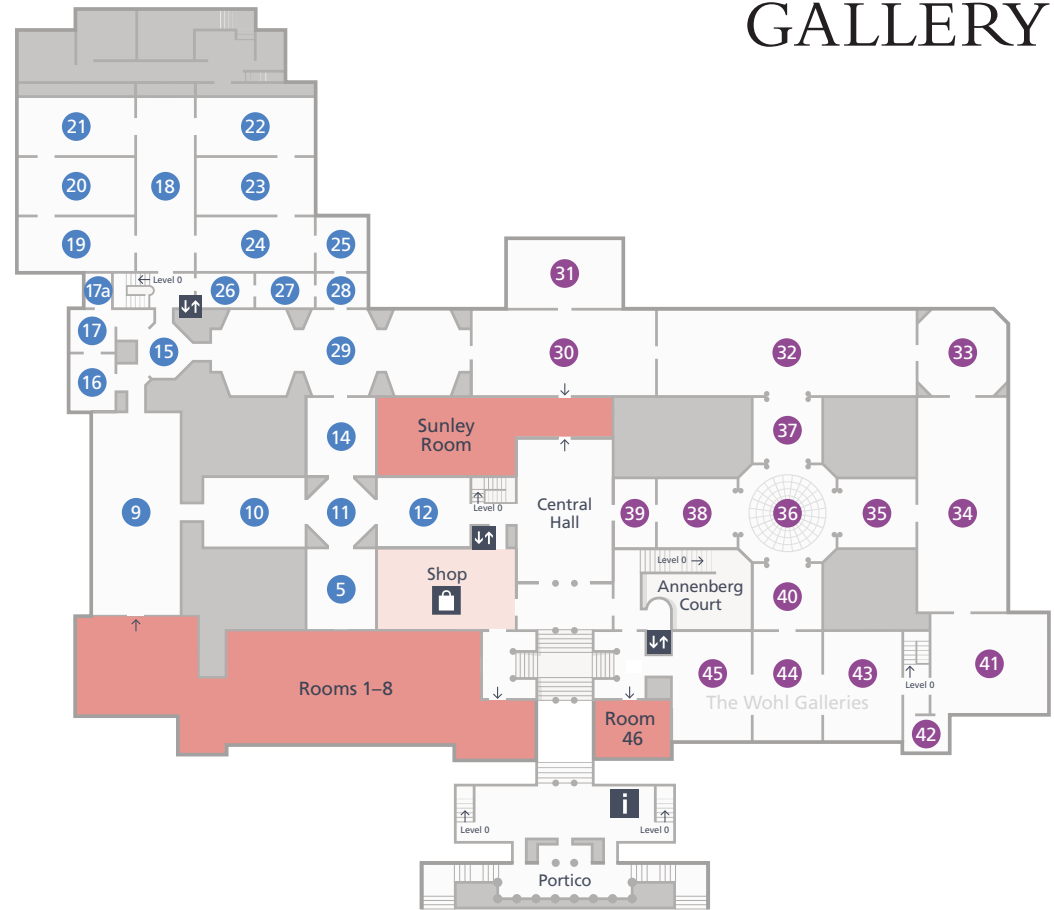 GALLERY
21
22
20
18
23
19
24
25
Level 0
17a
26
27
28
31
17
15
29
30
32
33
16
14
Sunley
Room
37
9
10
11
12
Level 0
Central
Hall
39
38
36
35
34
5
Shop
Level 0
Annenberg
Court
40
Rooms 1–8
45
44
43
41
Level 0
The Wohl Galleries
Room
46
42
i
Level 0
Level 0
Portico